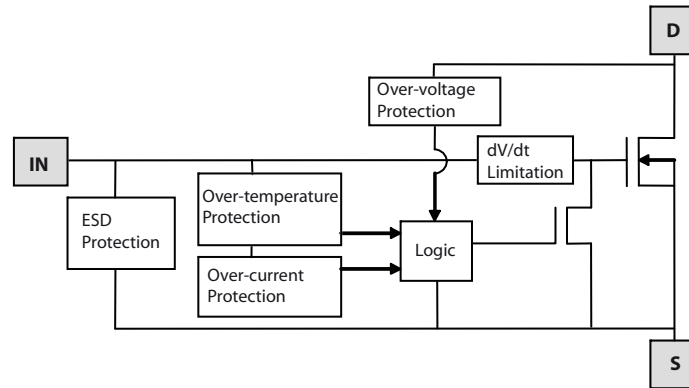 D
Over-voltage
Protection
IN
dV/dt
Limitation
ESD
Protection
Over-temperature
Protection
Logic
Over-current
Protection
S